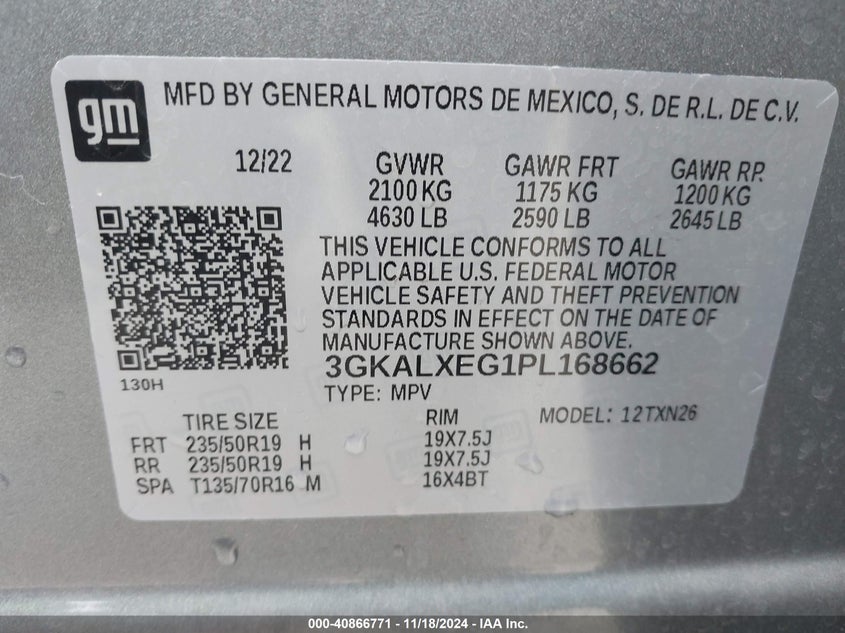 gm
MFD BY GENERAL MOTORS DE MEXICO, S. DE R.L. DE C.V.
12/22 GVWR GAWR FRT GAWR RR.
2100 KG 1175 KG 1200 KG
4630 LB 2590 LB 2645 LB
THIS VEHICLE CONFORMS TO ALL
APPLICABLE U.S. FEDERAL MOTOR
VEHICLE SAFETY AND THEFT PREVENTION
STANDARDS IN EFFECT ON THE DATE OF
MANUFACTURE SHOWN ABOVE.
3GKALXEG1PL168662
130H
TYPE: MPV
TIRE SIZE RIM MODEL: 12TXN26
FRT 235/50R19 H 19X7.5J
RR 235/50R19 H 19X7.5J
SPA T135/70R16 M 16X4BT
000-40866771 - 11/18/2024 - IAA Inc.